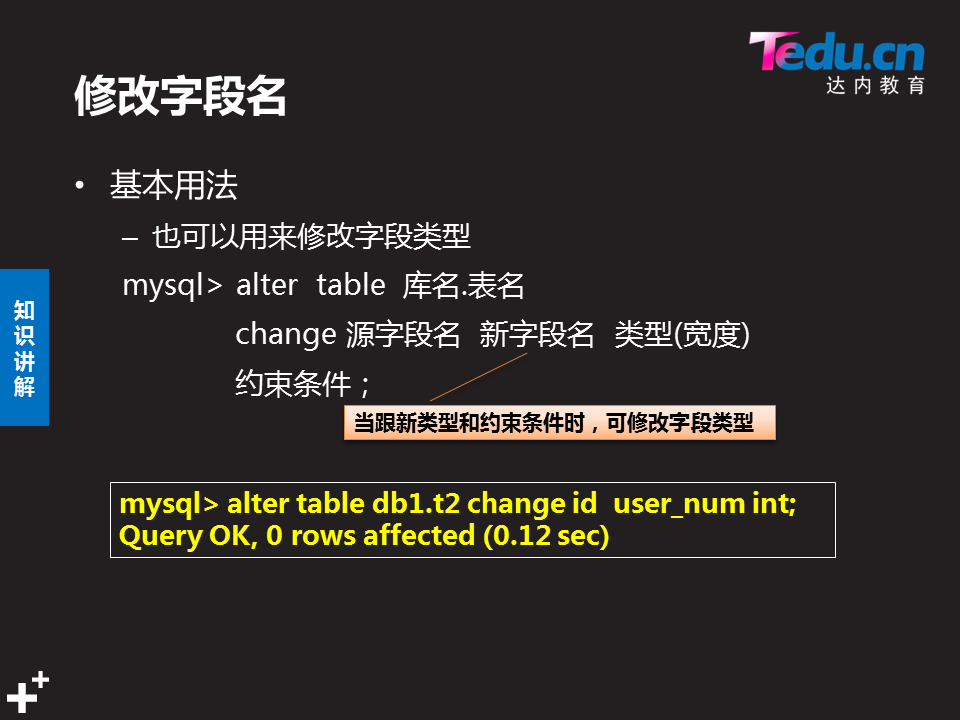 Tedu.cn
达内教育
修改字段名
• 基本用法
– 也可以用来修改字段类型
mysql> alter table 库名.表名
change 源字段名 新字段名 类型(宽度)
约束条件；
当跟新类型和约束条件时，可修改字段类型
知
识
讲
解
mysql> alter table db1.t2 change id user_num int;
Query OK, 0 rows affected (0.12 sec)